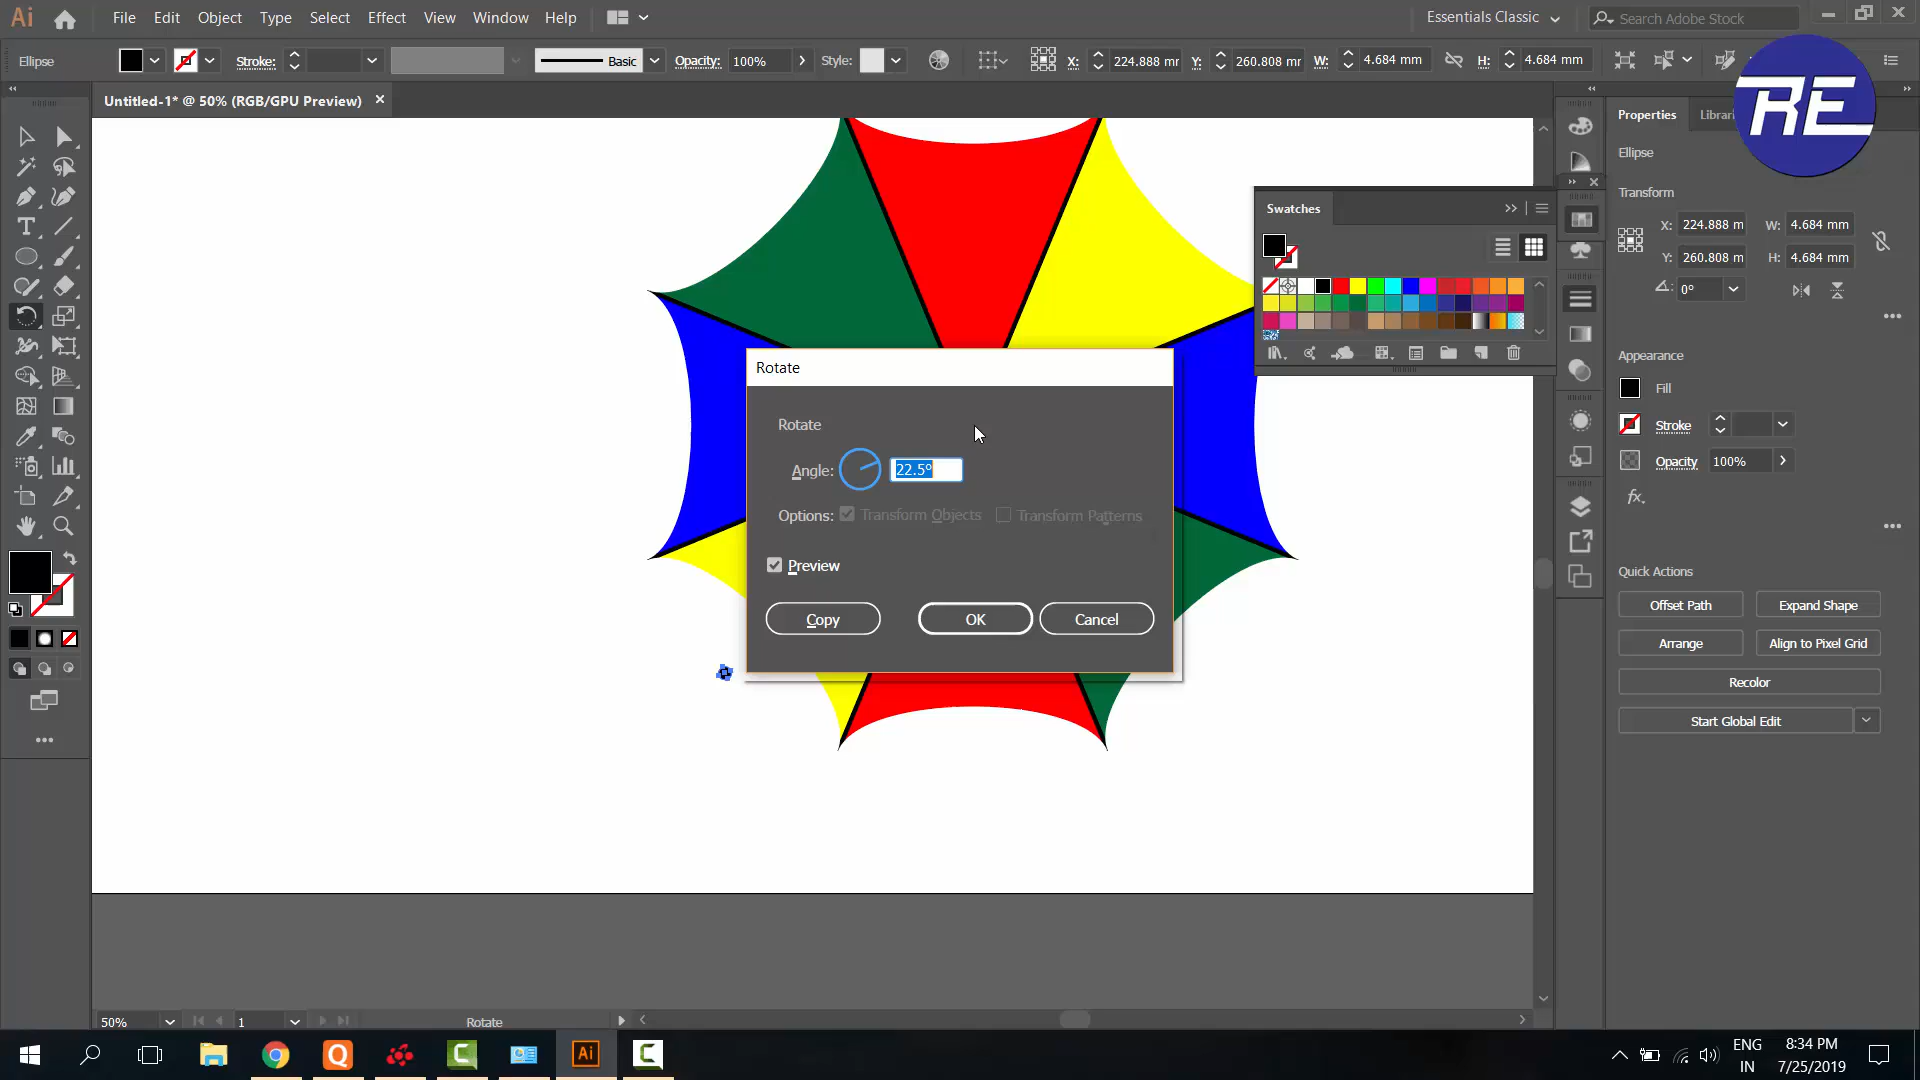 Ai File Edit Object Type Select Effect View Window Help Essentials Classic Search Adobe Stock
Ellipse Stroke: Basic Opacity: 100% Style: X: 224.888 mr Y: 260.808 mr W: 4.684 mm H: 4.684 mm
RE
Untitled-1* @ 50% (RGB/GPU Preview) ×
Properties Librari
Ellipse
Transform
X: 224.888 m W: 4.684 mm
Y: 260.808 m H: 4.684 mm
0°
Swatches
Rotate
Rotate
Angle: 22.5°
Options: Transform Objects Transform Patterns
Preview
Copy OK Cancel
Appearance
Fill
Stroke
Opacity 100%
fx.
Quick Actions
Offset Path Expand Shape
Arrange Align to Pixel Grid
Recolor
Start Global Edit
50% 1 Rotate
Q C Ai C
ENG 8:34 PM
IN 7/25/2019